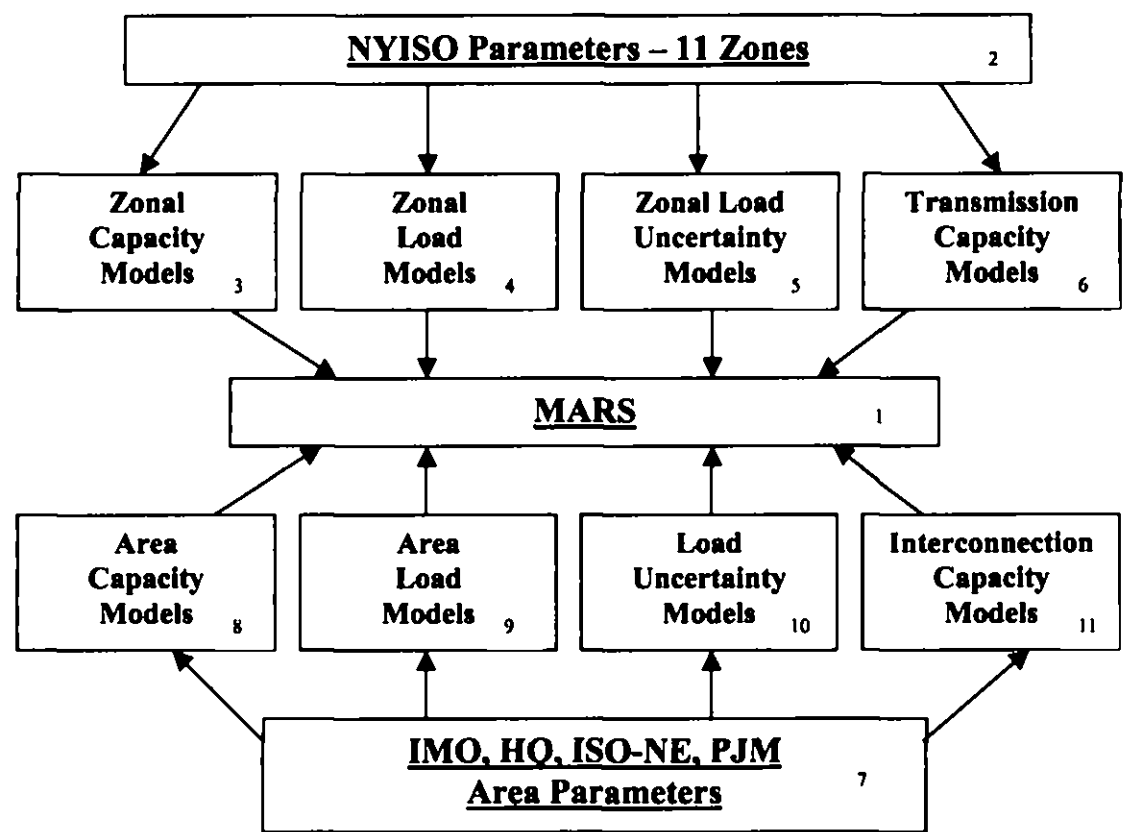 NYISO Parameters – 11 Zones
2
Zonal
Capacity
Models
3
Zonal
Load
Models
4
Zonal Load
Uncertainty
Models
5
Transmission
Capacity
Models
6
MARS
1
Area
Capacity
Models
8
Area
Load
Models
9
Load
Uncertainty
Models
10
Interconnection
Capacity
Models
11
IMO, HQ, ISO-NE, PJM
Area Parameters
7